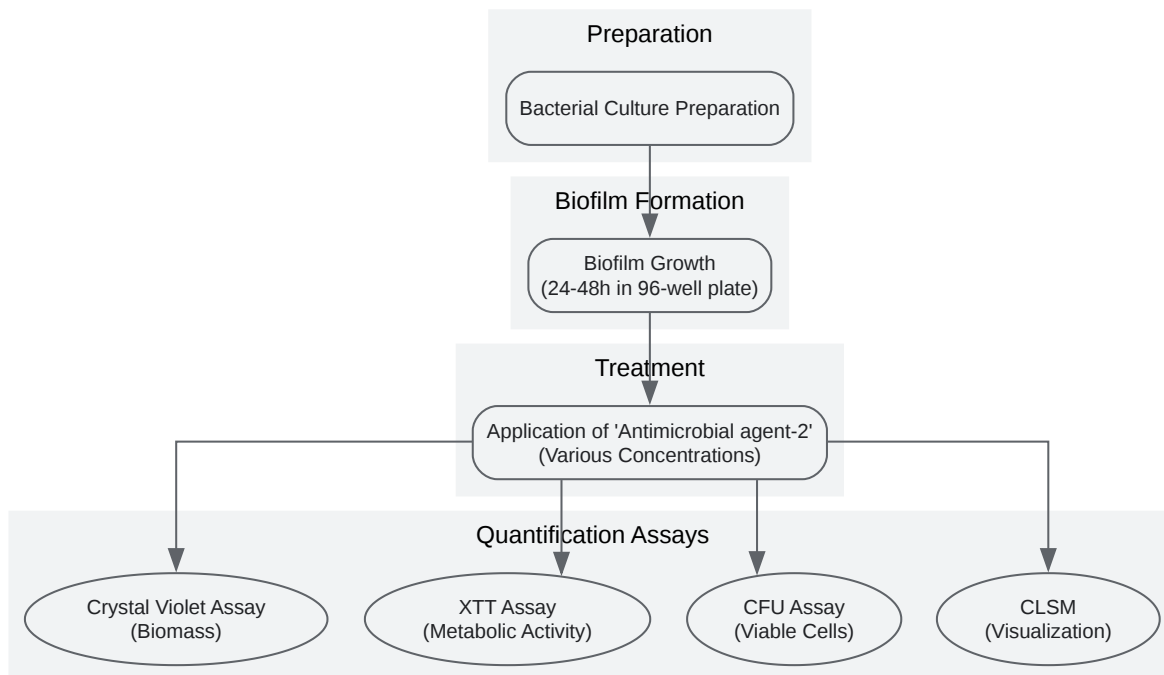 Preparation
Bacterial Culture Preparation
Biofilm Formation
Biofilm Growth
(24-48h in 96-well plate)
Treatment
Application of 'Antimicrobial agent-2'
(Various Concentrations)
Quantification Assays
Crystal Violet Assay
(Biomass)
XTT Assay
(Metabolic Activity)
CFU Assay
(Viable Cells)
CLSM
(Visualization)